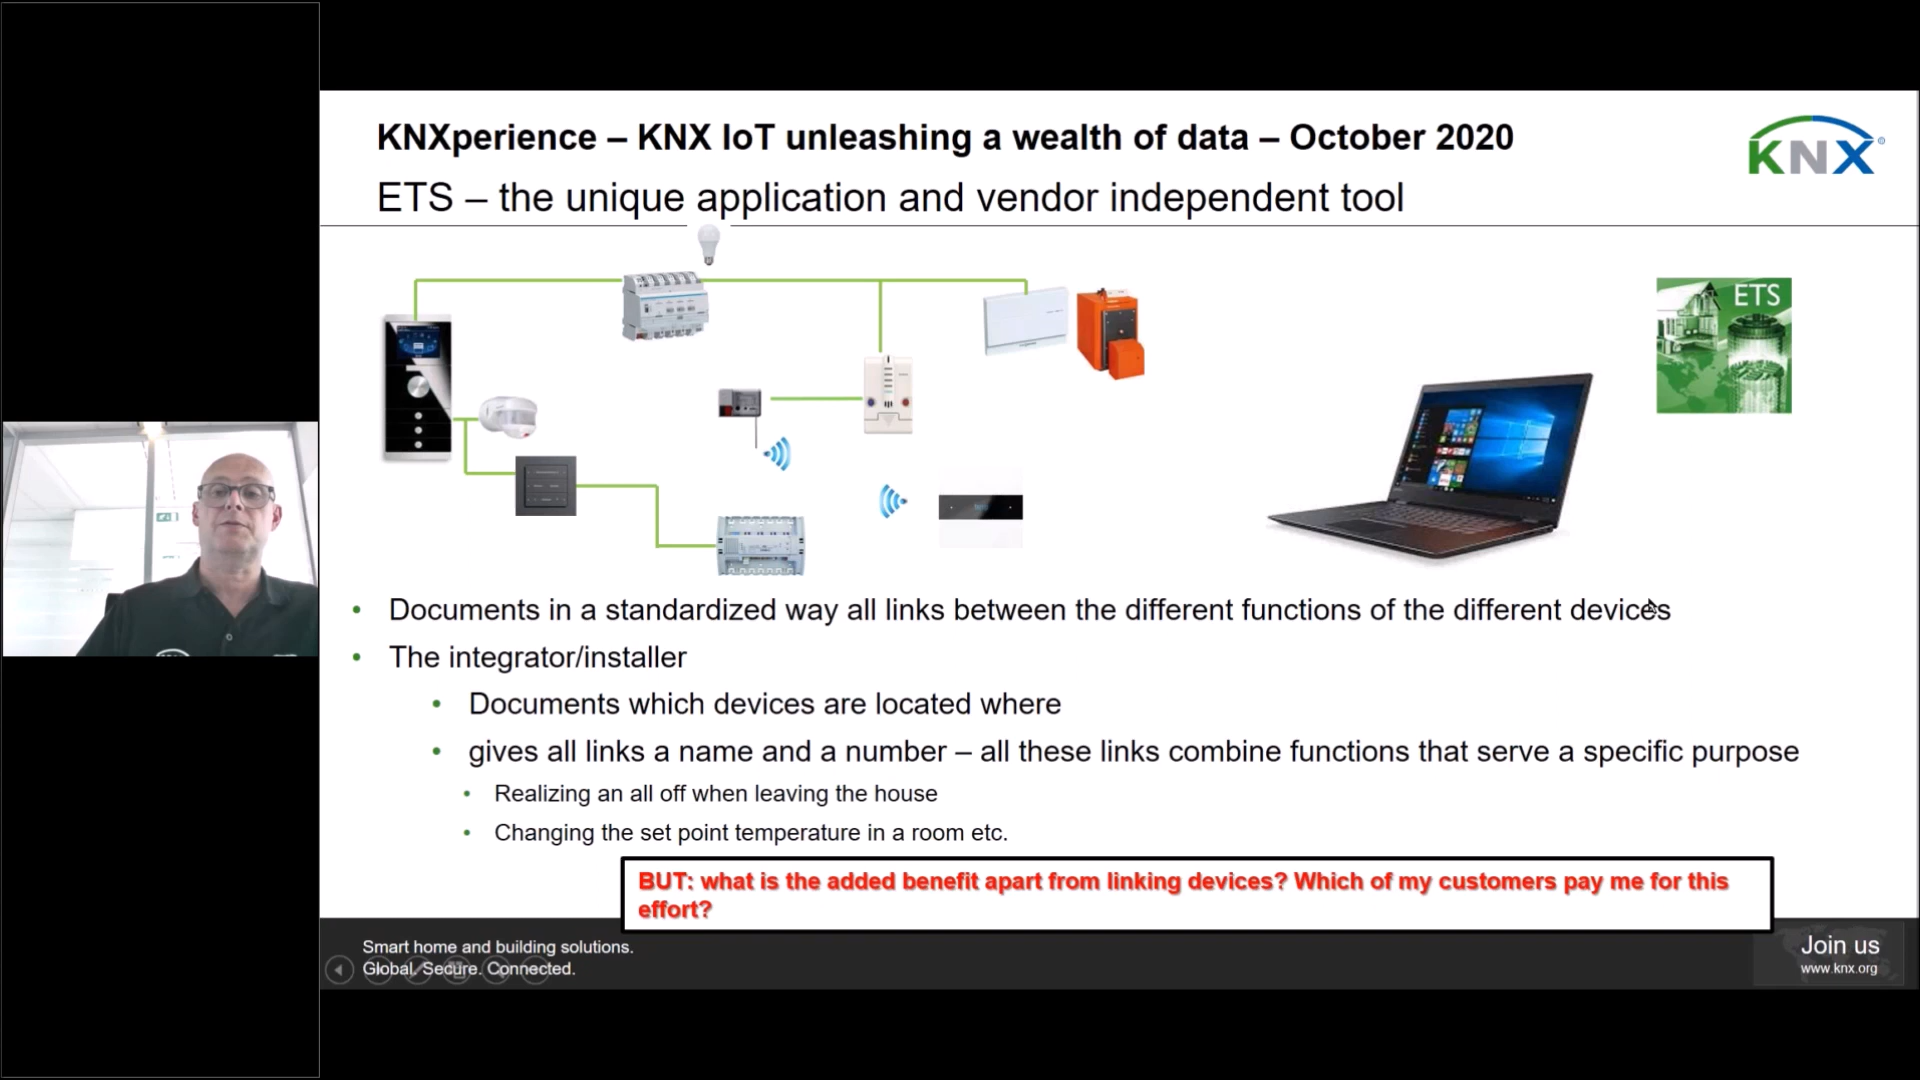 KNXperience – KNX IoT unleashing a wealth of data – October 2020
KNX
ETS – the unique application and vendor independent tool
ETS
Documents in a standardized way all links between the different functions of the different devices
The integrator/installer
Documents which devices are located where
gives all links a name and a number – all these links combine functions that serve a specific purpose
Realizing an all off when leaving the house
Changing the set point temperature in a room etc.
BUT: what is the added benefit apart from linking devices? Which of my customers pay me for this
effort?
Smart home and building solutions.
Global. Secure. Connected.
Join us
www.knx.org